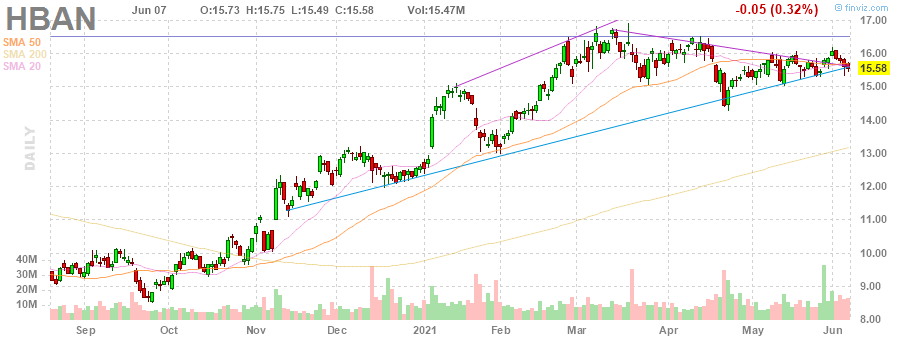 HBAN Jun 07 O:15.73 H:15.75 L:15.49 C:15.58 Vol:15.47M -0.05 (0.32%)
© finviz.com
SMA 50
SMA 200
SMA 20
DAILY
17.00
16.00
15.58
15.00
14.00
13.00
12.00
11.00
10.00
9.00
8.00
40M
30M
20M
10M
Sep Oct Nov Dec 2021 Feb Mar Apr May Jun